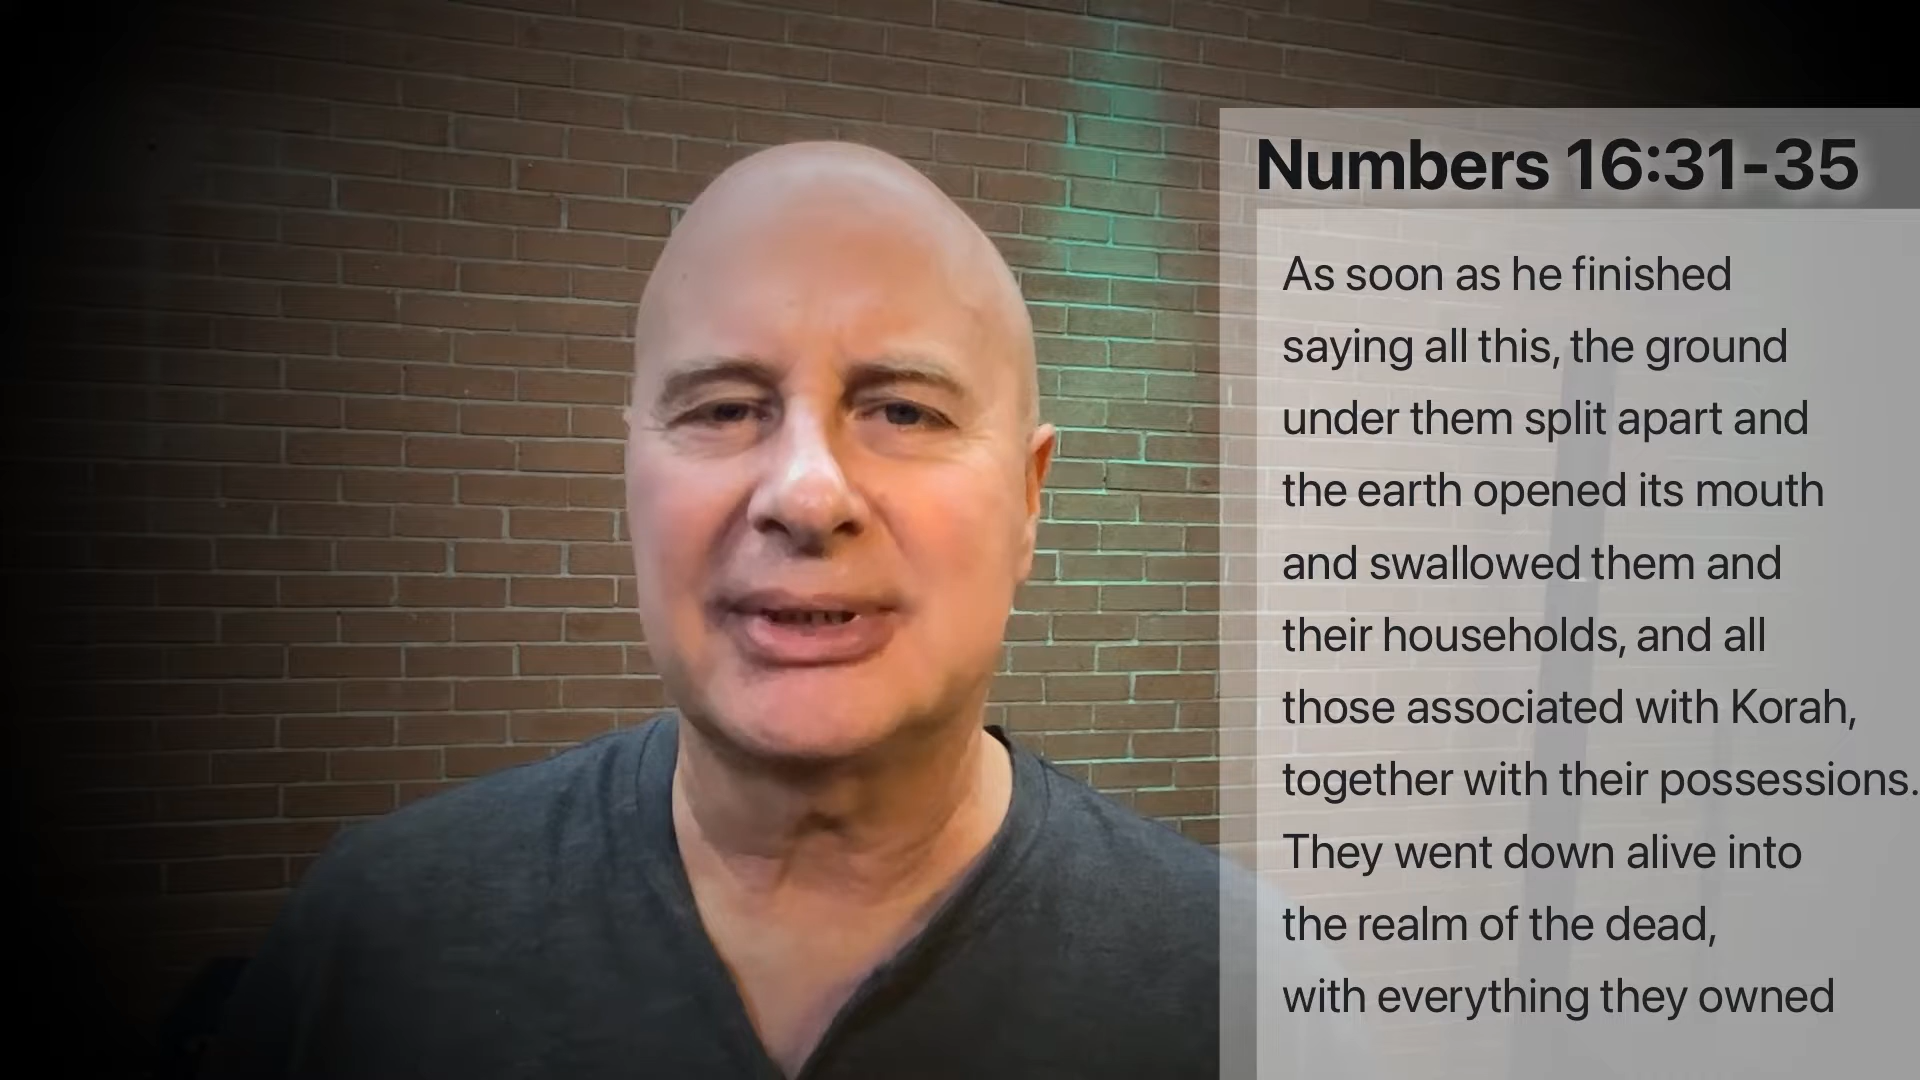 Numbers 16:31-35
As soon as he finished
saying all this, the ground
under them split apart and
the earth opened its mouth
and swallowed them and
their households, and all
those associated with Korah,
together with their possessions.
They went down alive into
the realm of the dead,
with everything they owned